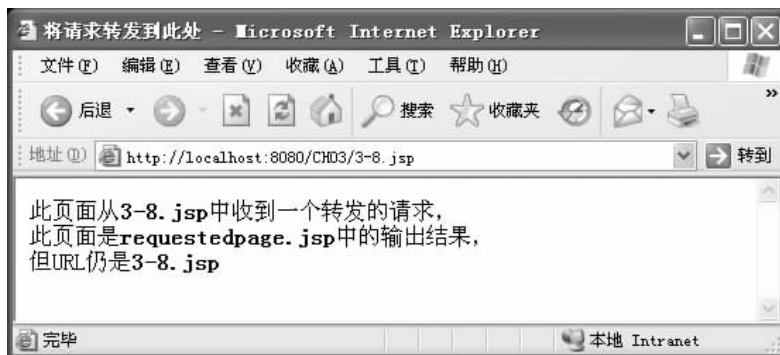 将请求转发到此处 - Microsoft Internet Explorer
文件(F) 编辑(E) 查看(V) 收藏(A) 工具(T) 帮助(H)
后退 搜索 收藏夹 »
地址(D) http://localhost:8080/CH03/3-8.jsp 转到
此页面从3-8.jsp中收到一个转发的请求，
此页面是requestedpage.jsp中的输出结果，
但URL仍是3-8.jsp
完毕 本地 Intranet